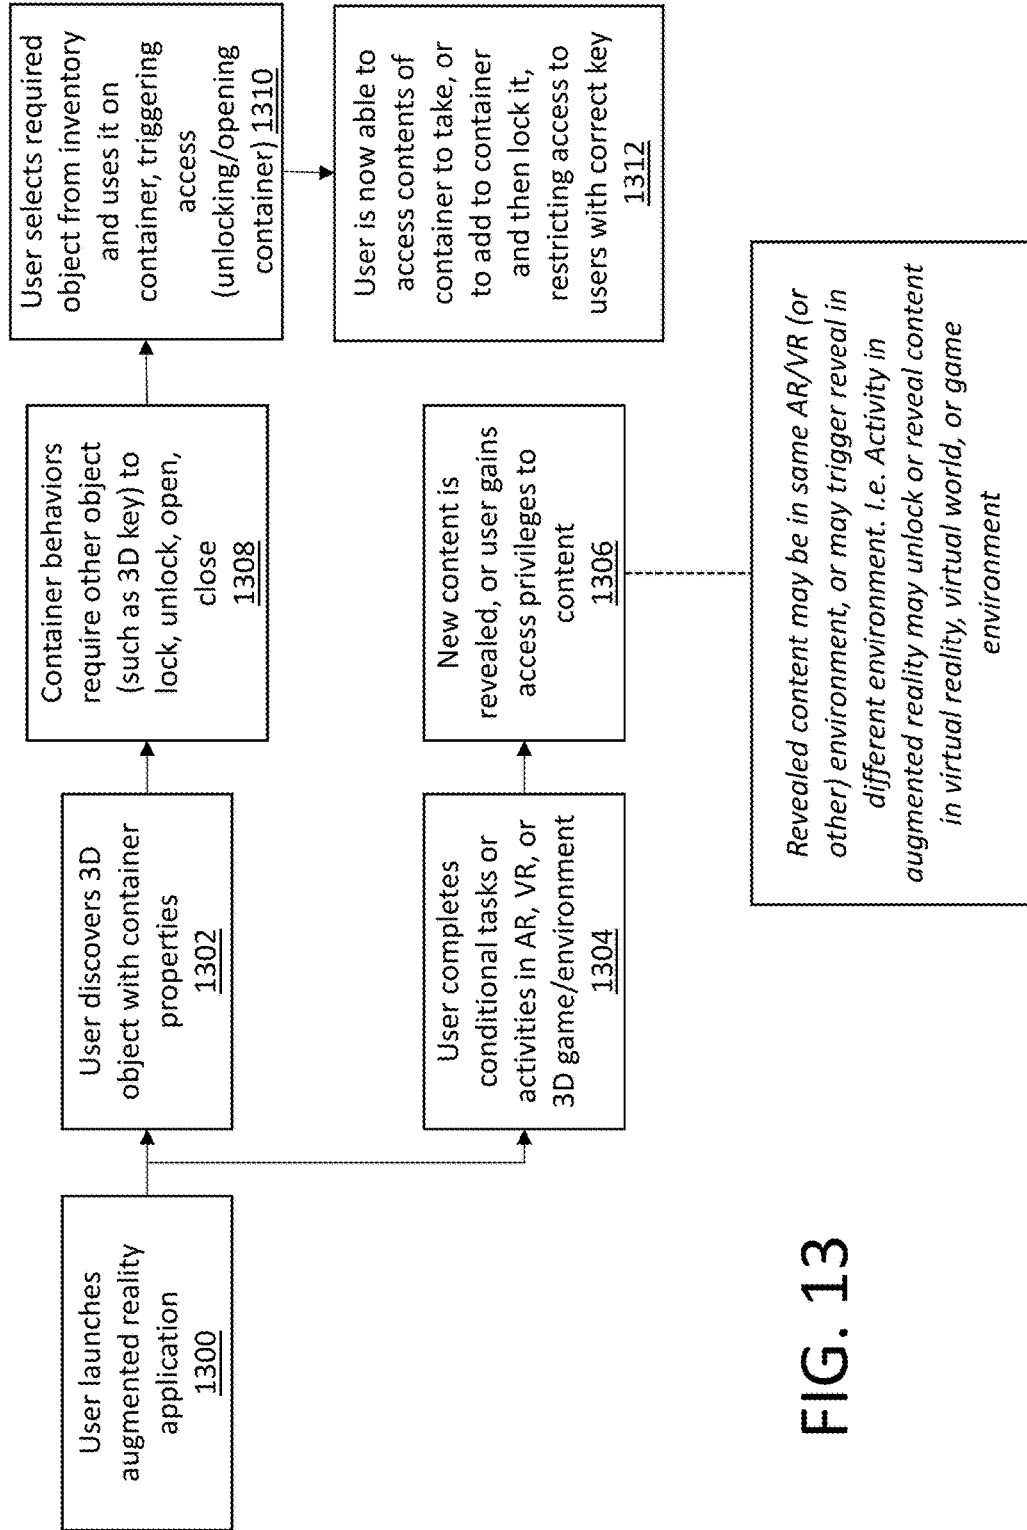 User launches
augmented reality
application
1300
User discovers 3D
object with container
properties
1302
Container behaviors
require other object
(such as 3D key) to
lock, unlock, open,
close
1308
User selects required
object from inventory
and uses it on
container, triggering
access
(unlocking/opening
container) 1310
User is now able to
access contents of
container to take, or
to add to container
and then lock it,
restricting access to
users with correct key
1312
User completes
conditional tasks or
activities in AR, VR, or
3D game/environment
1304
New content is
revealed, or user gains
access privileges to
content
1306
Revealed content may be in same AR/VR (or
other) environment, or may trigger reveal in
different environment. I.e. Activity in
augmented reality may unlock or reveal content
in virtual reality, virtual world, or game
environment
FIG. 13